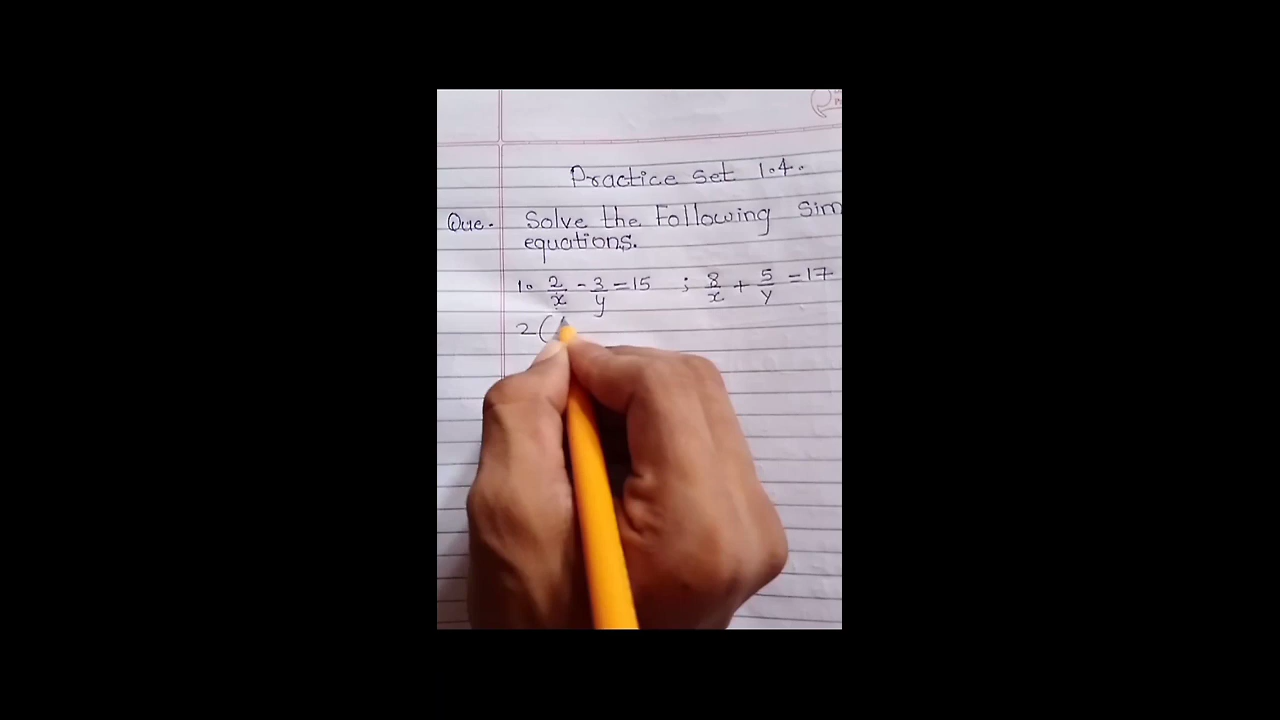 Practice set 1.4.
Que. Solve the Following Sim
equations.
1. 2/x - 3/y = 15 ; 8/x + 5/y = 17
2(